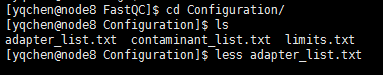 [yqchen@node8 FastQC]$ cd Configuration/
[yqchen@node8 Configuration]$ ls
adapter_list.txt  contaminant_list.txt  limits.txt
[yqchen@node8 Configuration]$ less adapter_list.txt